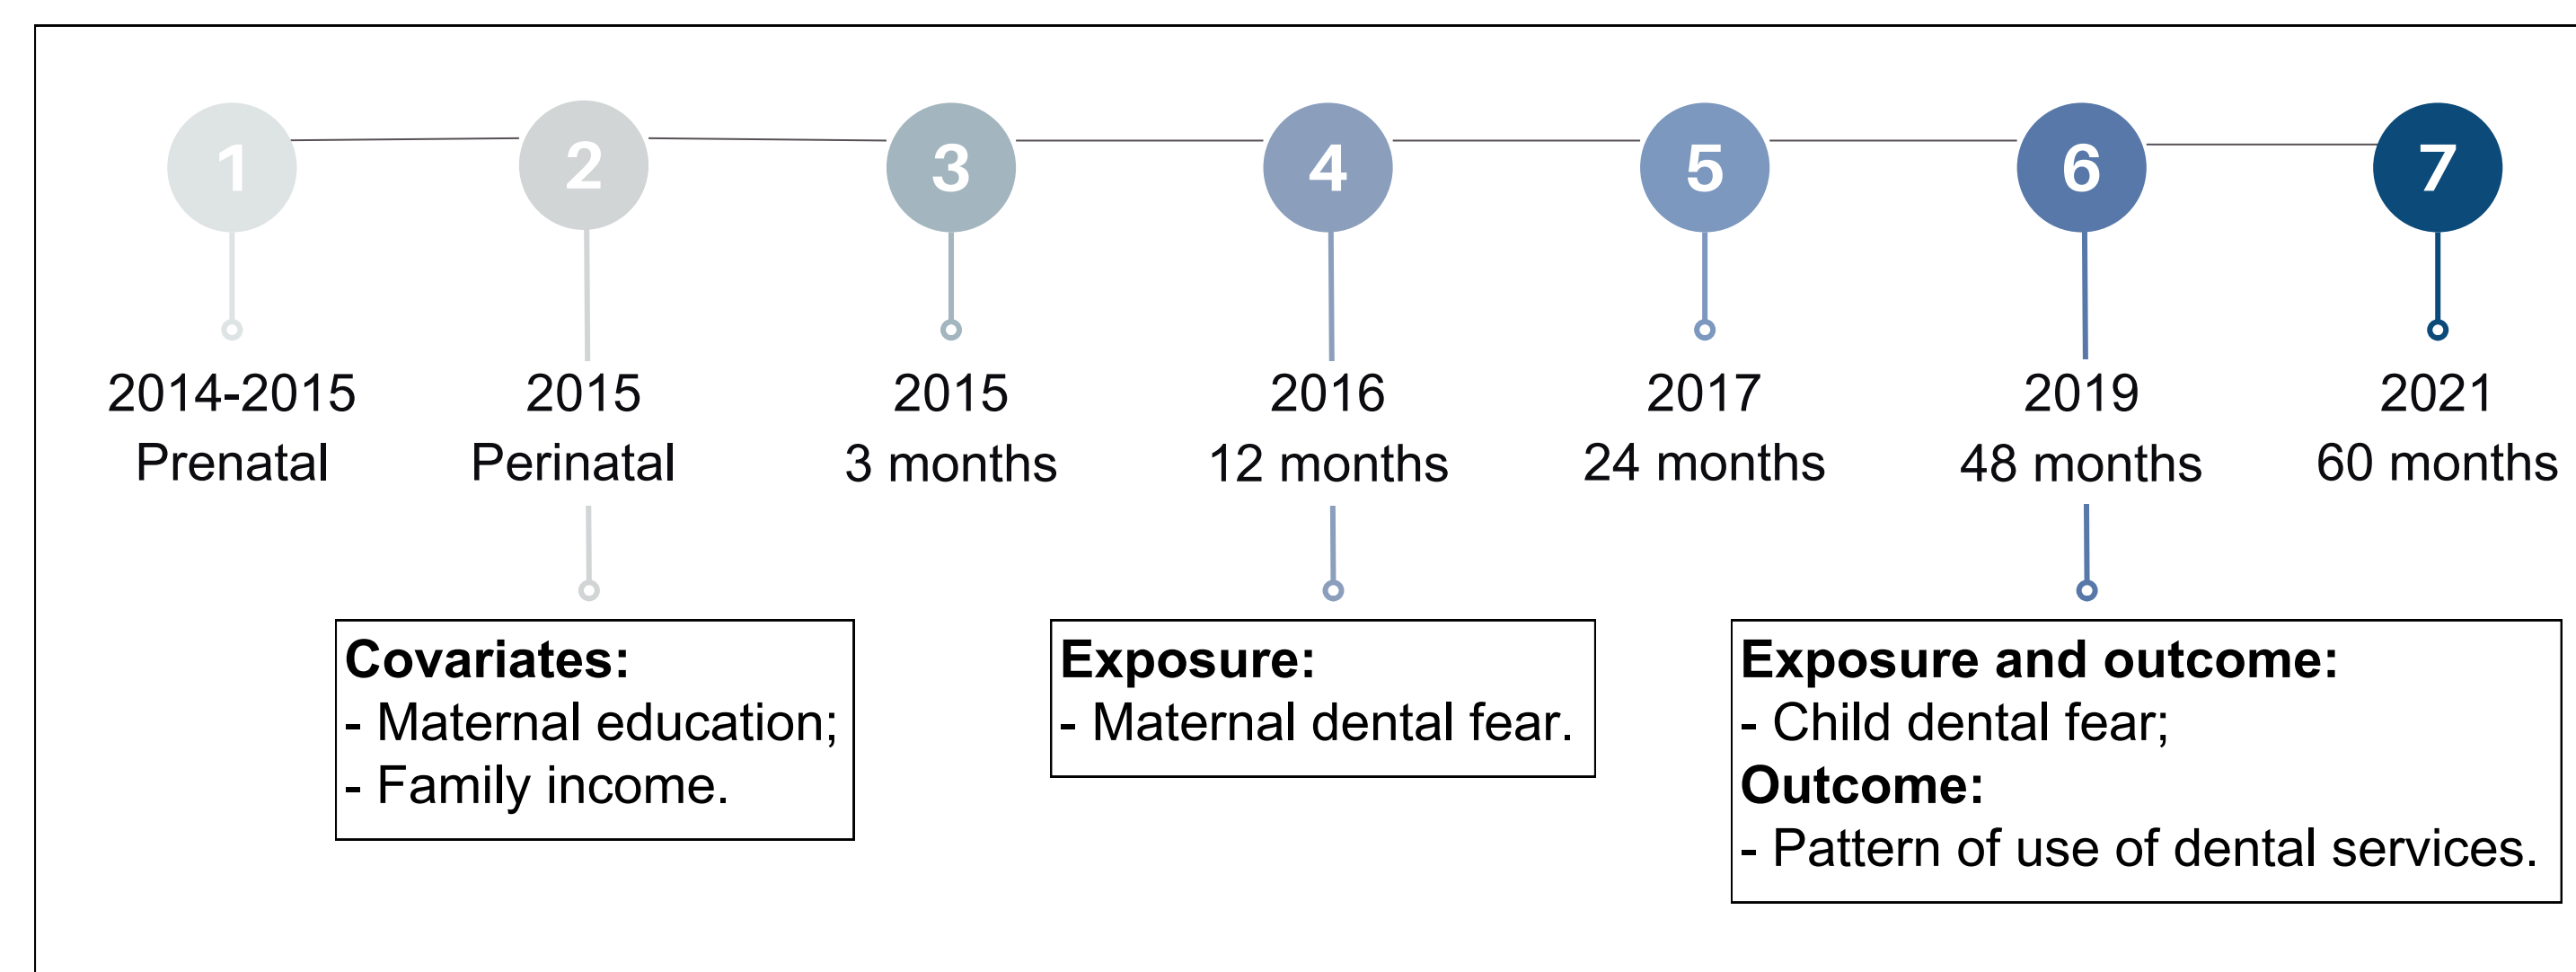 1
2
3
4
5
6
7
2014-2015
Prenatal
2015
Perinatal
2015
3 months
2016
12 months
2017
24 months
2019
48 months
2021
60 months
Covariates:
- Maternal education;
- Family income.
Exposure:
- Maternal dental fear.
Exposure and outcome:
- Child dental fear;
Outcome:
- Pattern of use of dental services.